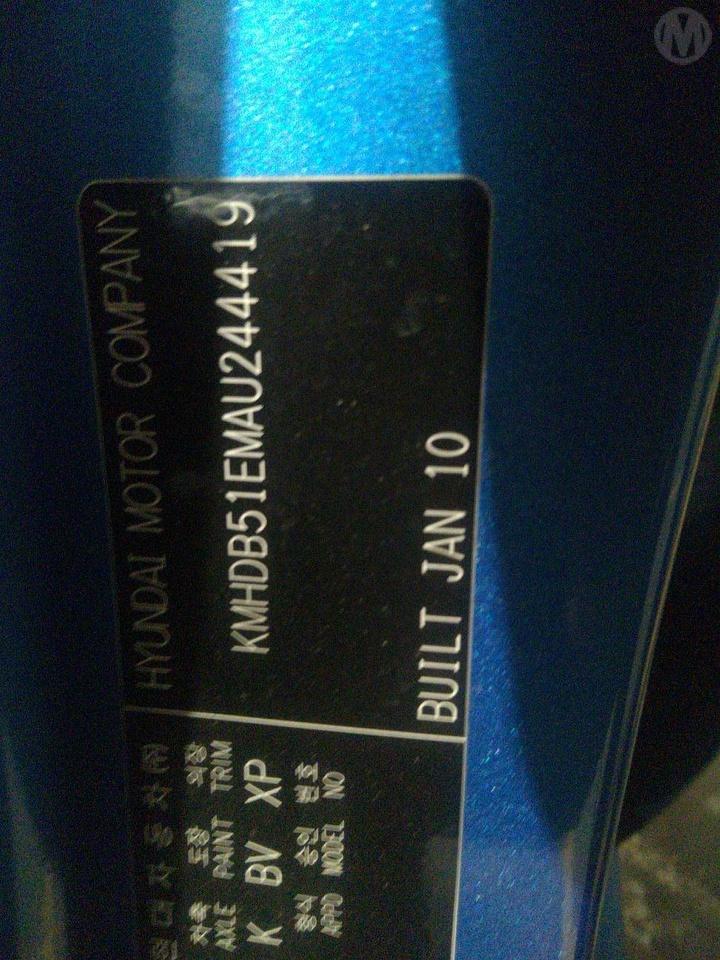 HYUNDAI MOTOR COMPANY
KMHDB51EMAU244419
BUILT JAN 10
현대자동차(주)
차축 도장 의장
AXLE PAINT TRIM
K BV XP
형식 승인 번호
APPD MODEL NO
M